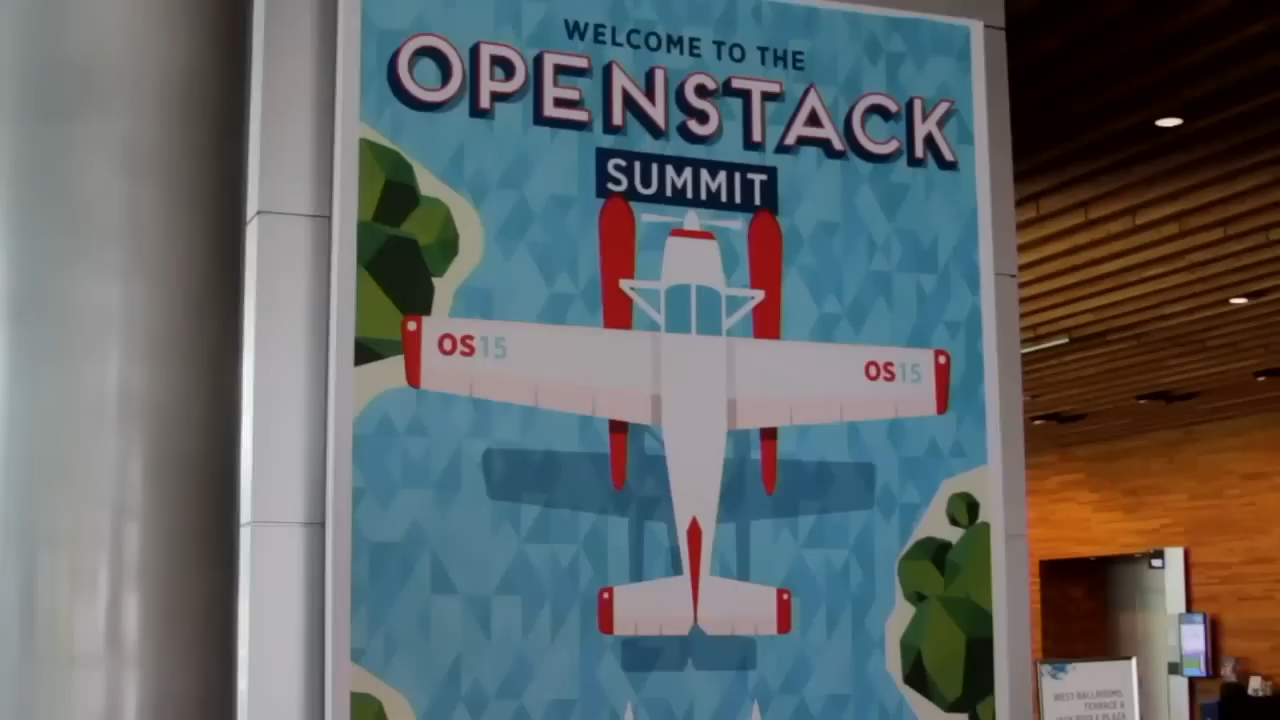 WELCOME TO THE
OPENSTACK
SUMMIT
OS15
OS15
WEST BALLROOMS,
TERRACE &